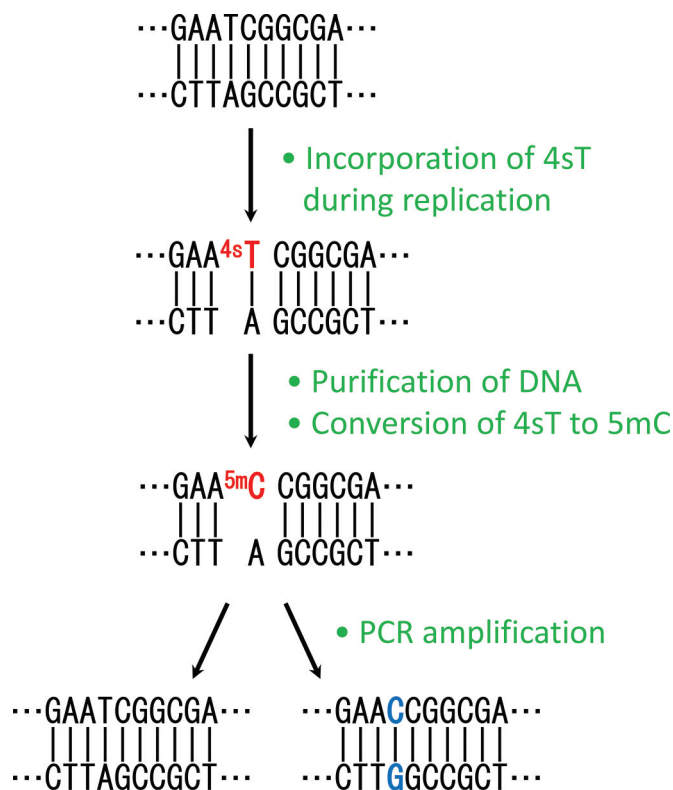 ···GAATCGGCGA···
···CTTAGCCGCT···
• Incorporation of 4sT
during replication
···GAA4sT CGGCGA···
···CTT A GCCGCT···
• Purification of DNA
• Conversion of 4sT to 5mC
···GAA5mC CGGCGA···
···CTT A GCCGCT···
• PCR amplification
···GAATCGGCGA··· ···GAACCGGCGA···
···CTTAGCCGCT··· ···CTTGGCCGCT···